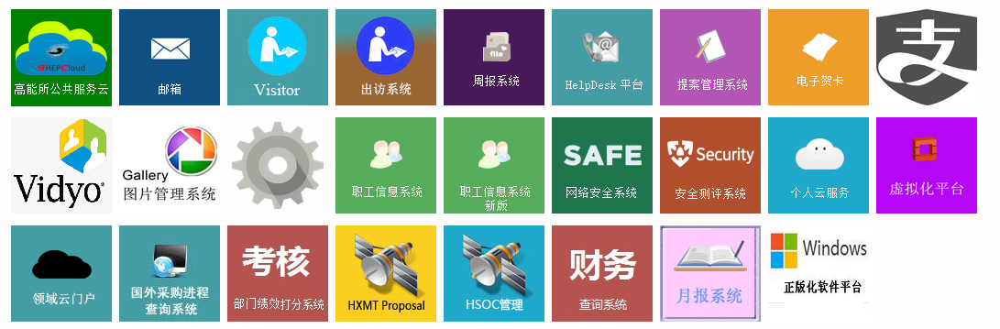 HEPCloud
高能所公共服务云
邮箱
Visitor
出访系统
file
周报系统
@
HelpDesk 平台
提案管理系统
电子贺卡
支
Vidyo®
Gallery
图片管理系统
职工信息系统
职工信息系统
新版
SAFE
网络安全系统
Security
安全测评系统
个人云服务
虚拟化平台
领域云门户
国外采购进程
查询系统
考核
部门绩效打分系统
HXMT Proposal
HSOC管理
财务
查询系统
月报系统
Windows
正版化软件平台